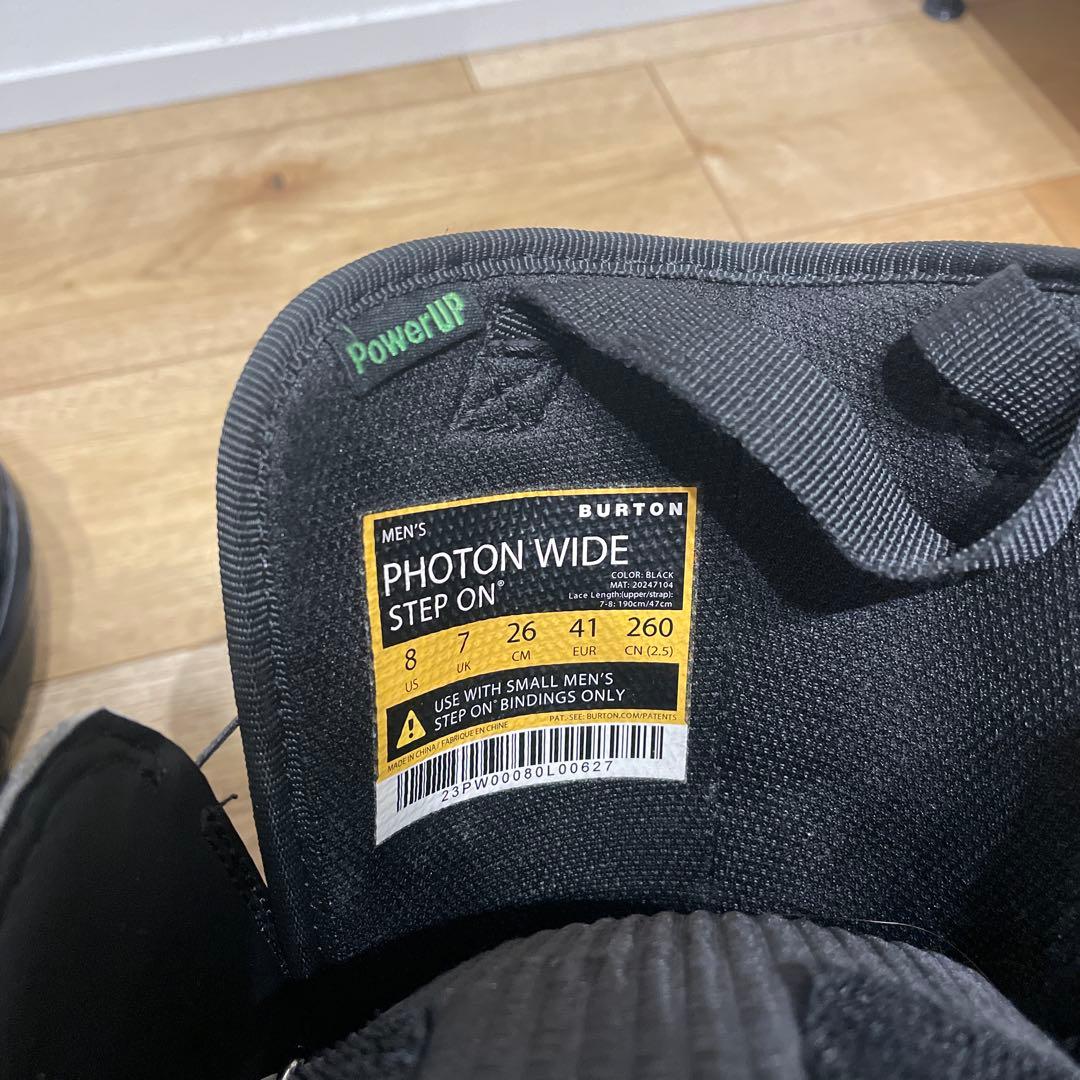 PowerUP
BURTON
MEN'S
PHOTON WIDE
STEP ON®
COLOR: BLACK
MAT: 20247104
Lace Length:(upper/strap):
7-8: 190cm/47cm
8 7 26 41 260
US UK CM EUR CN (2.5)
USE WITH SMALL MEN'S
STEP ON® BINDINGS ONLY
PAT. SEE: BURTON.COM/PATENTS
MADE IN CHINA / FABRIQUÉ EN CHINE
23PW00080L00627